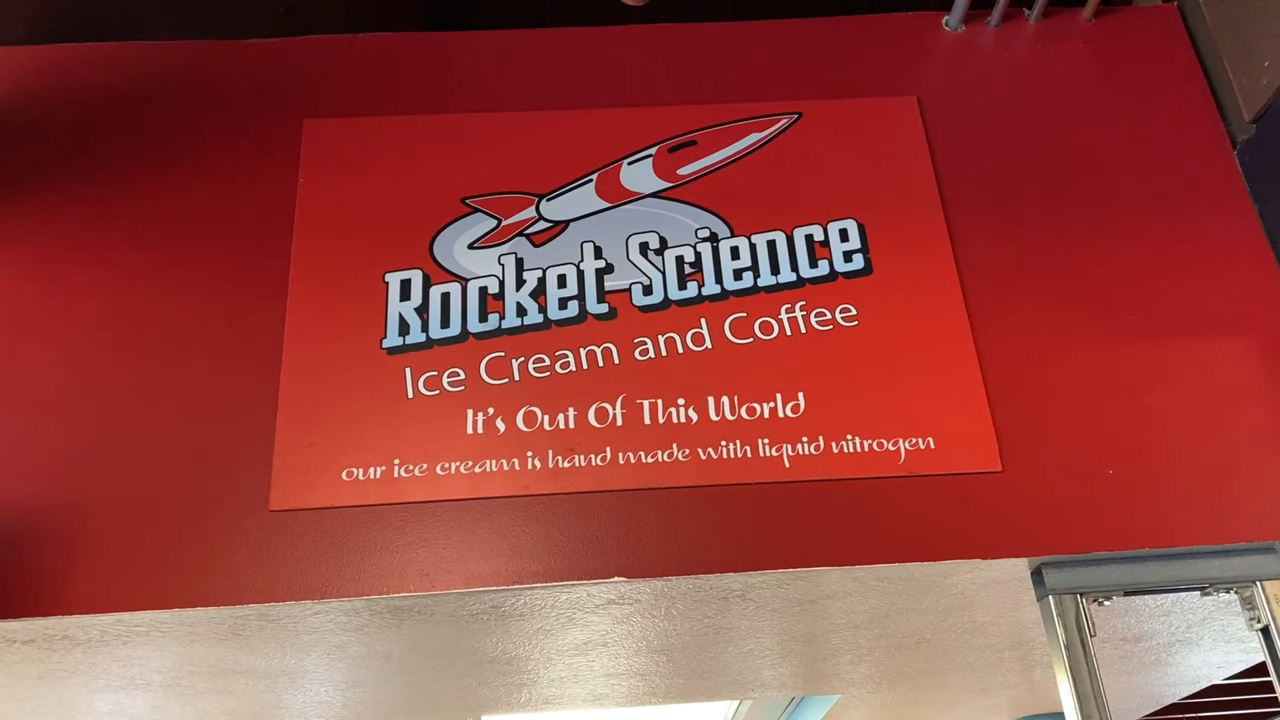 Rocket Science
Ice Cream and Coffee
It's Out Of This World
our ice cream is hand made with liquid nitrogen